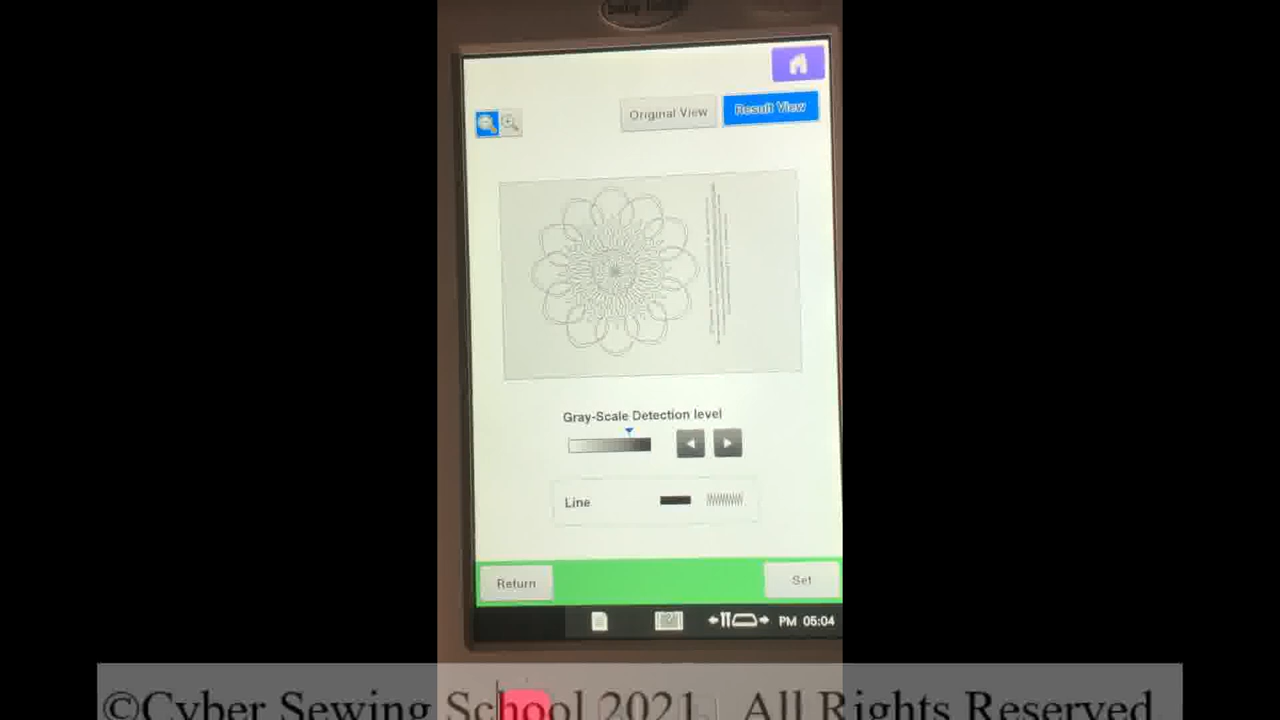 Original View
Result View
Gray-Scale Detection level
Line
Return
Set
PM 05:04
©Cyber Sewing School 2021 All Rights Reserved